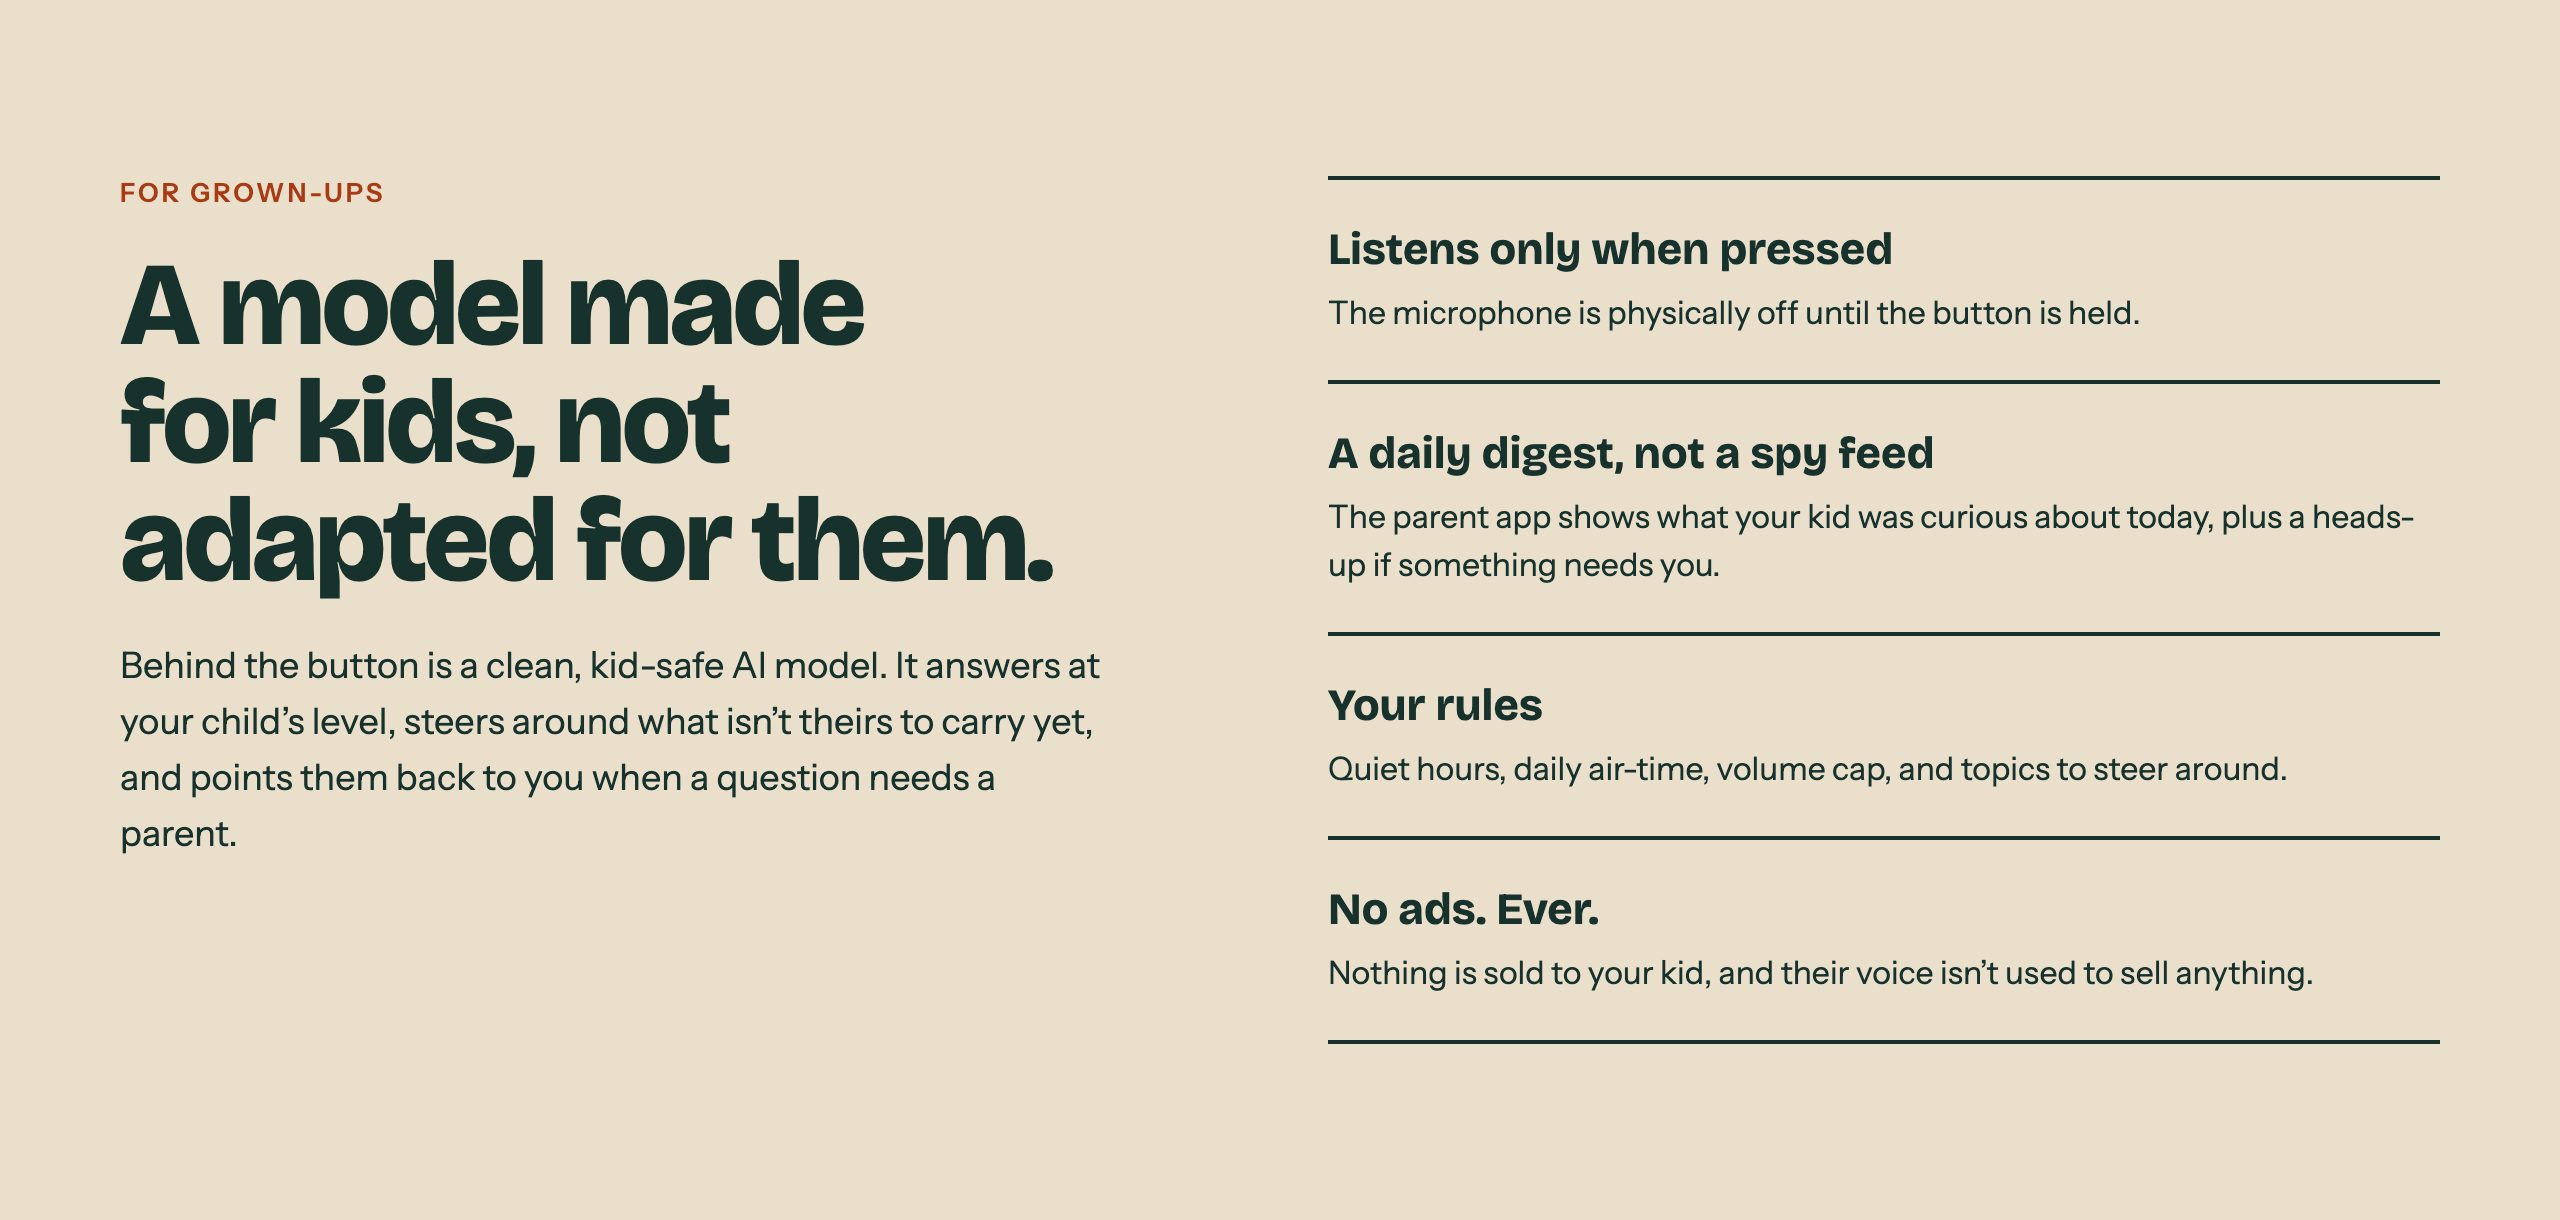 FOR GROWN-UPS
A model made
for kids, not
adapted for them.
Behind the button is a clean, kid-safe AI model. It answers at
your child’s level, steers around what isn’t theirs to carry yet,
and points them back to you when a question needs a
parent.
Listens only when pressed
The microphone is physically off until the button is held.
A daily digest, not a spy feed
The parent app shows what your kid was curious about today, plus a heads-
up if something needs you.
Your rules
Quiet hours, daily air-time, volume cap, and topics to steer around.
No ads. Ever.
Nothing is sold to your kid, and their voice isn’t used to sell anything.